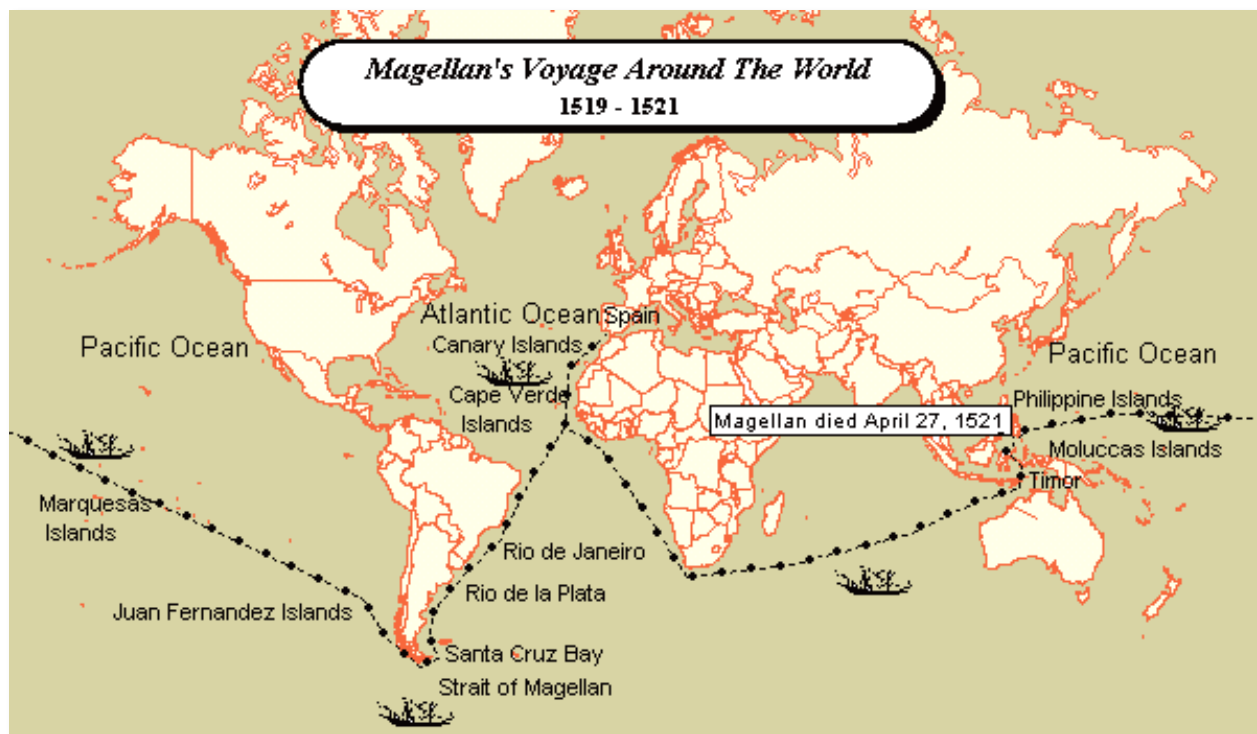 Magellan's Voyage Around The World
1519 - 1521
Atlantic Ocean
Spain
Pacific Ocean
Canary Islands
Pacific Ocean
Cape Verde
Islands
Philippine Islands
Magellan died April 27, 1521
Moluccas Islands
Timor
Marquesas
Islands
Rio de Janeiro
Rio de la Plata
Juan Fernandez Islands
Santa Cruz Bay
Strait of Magellan